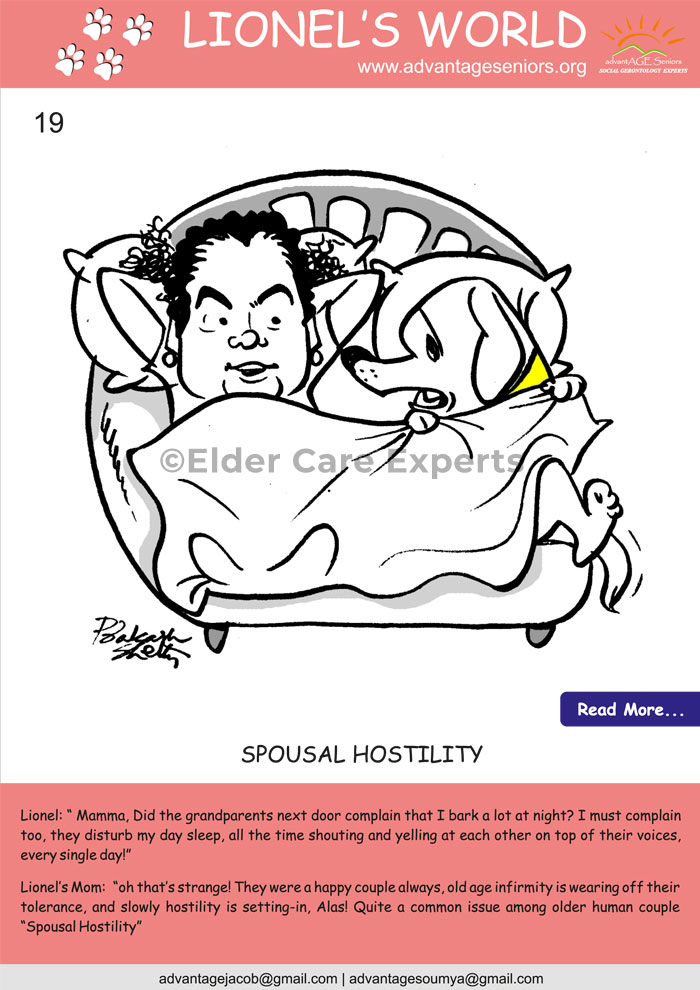 LIONEL'S WORLD
www.advantageseniors.org
advantAGE Seniors
SOCIAL GERONTOLOGY EXPERTS
19
©Elder Care Experts
Prakash
Shetty
Read More...
SPOUSAL HOSTILITY
Lionel: “ Mamma, Did the grandparents next door complain that I bark a lot at night? I must complain
too, they disturb my day sleep, all the time shouting and yelling at each other on top of their voices,
every single day!”
Lionel’s Mom:  “oh that’s strange! They were a happy couple always, old age infirmity is wearing off their
tolerance, and slowly hostility is setting-in, Alas! Quite a common issue among older human couple
“Spousal Hostility”
advantagejacob@gmail.com | advantagesoumya@gmail.com